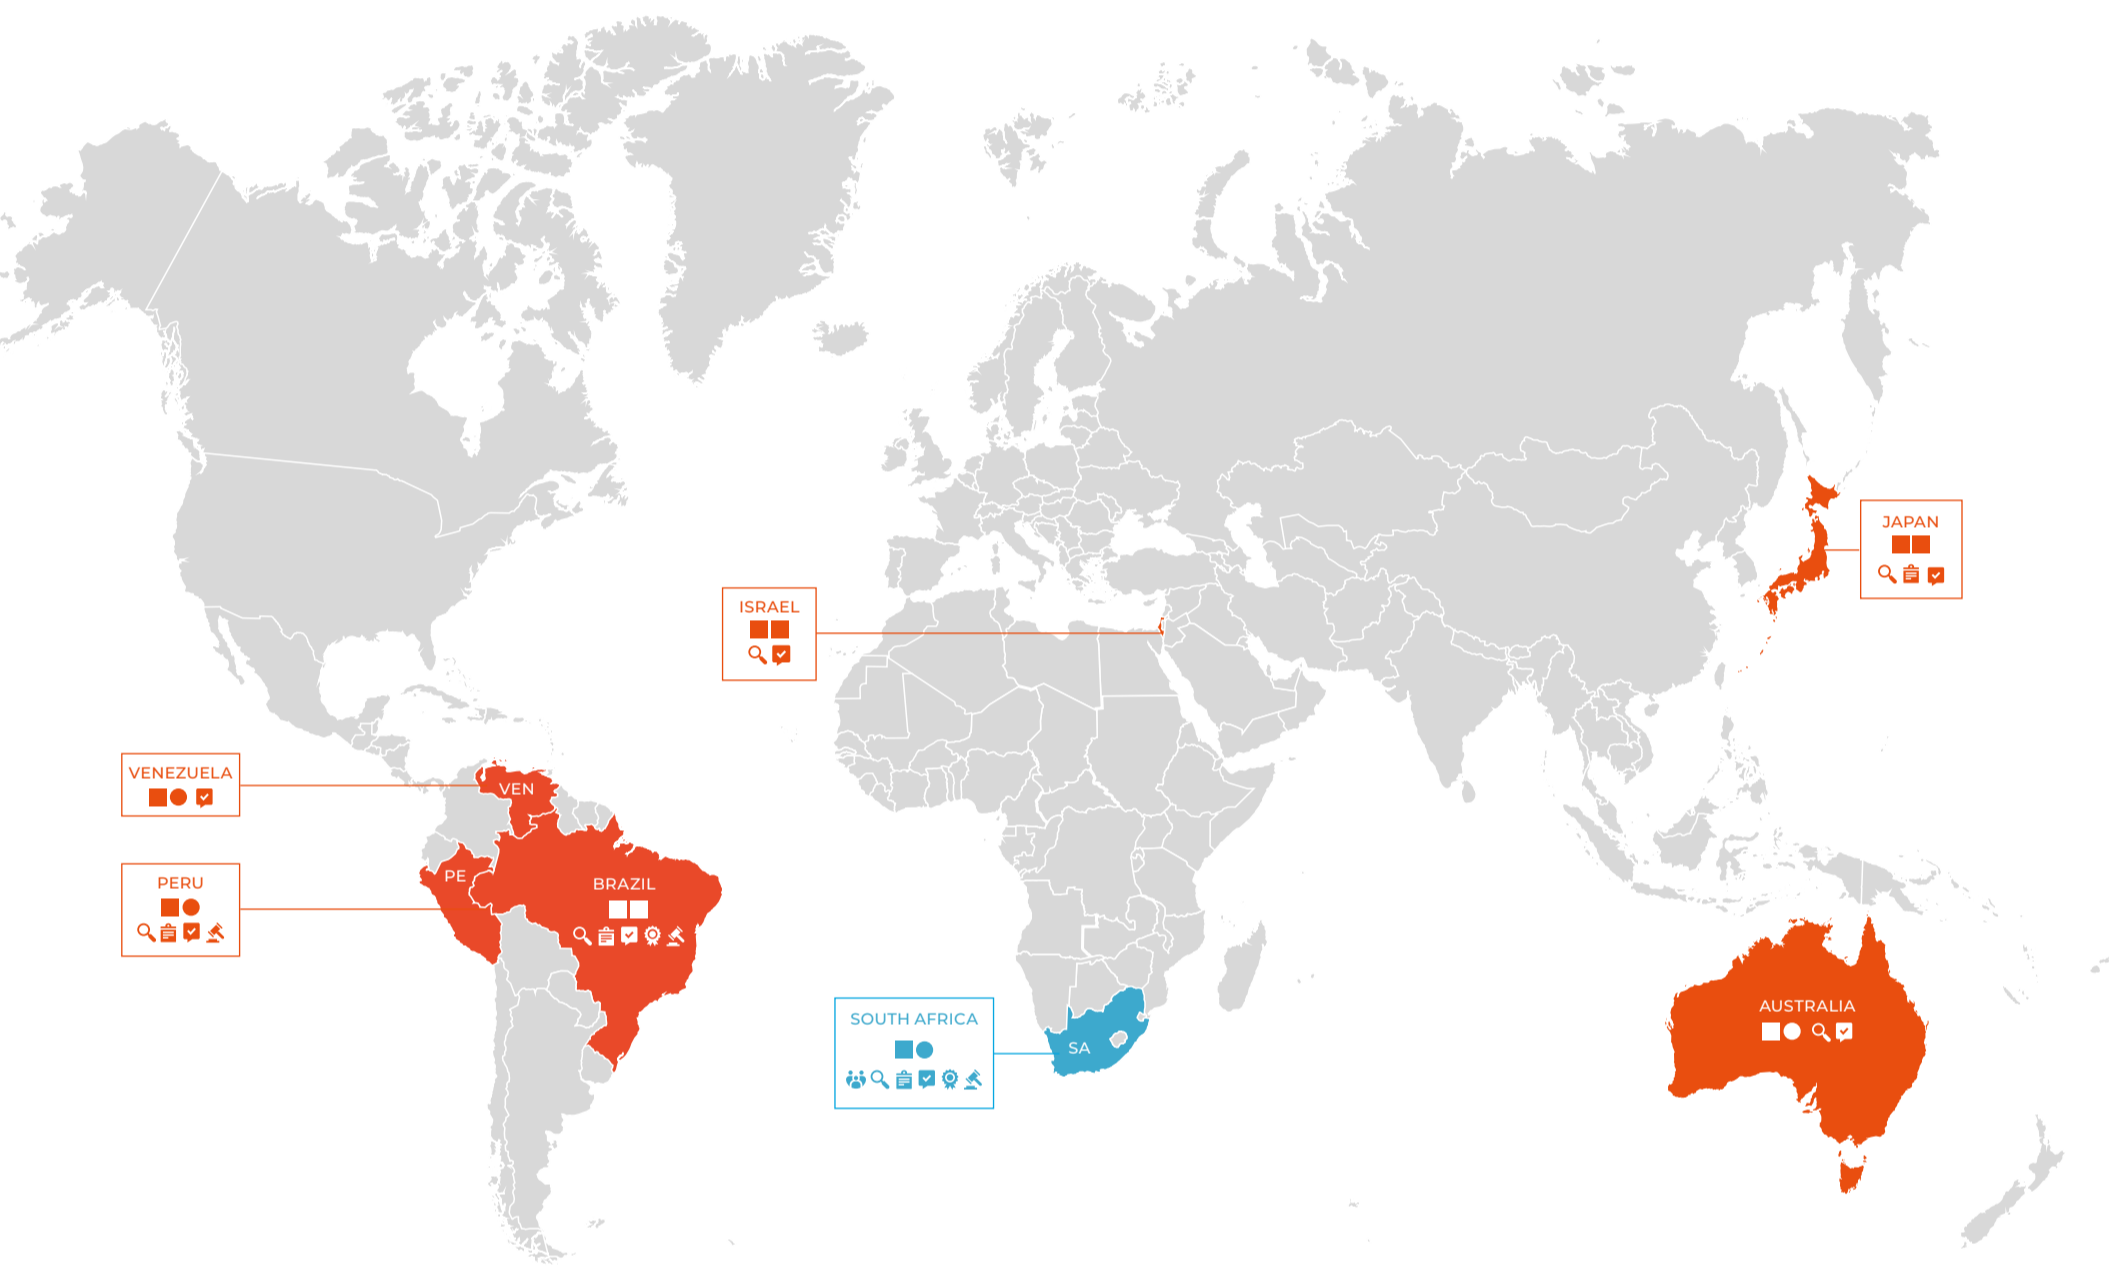 JAPAN
ISRAEL
VENEZUELA
VEN
PERU
PE
BRAZIL
SOUTH AFRICA
SA
AUSTRALIA